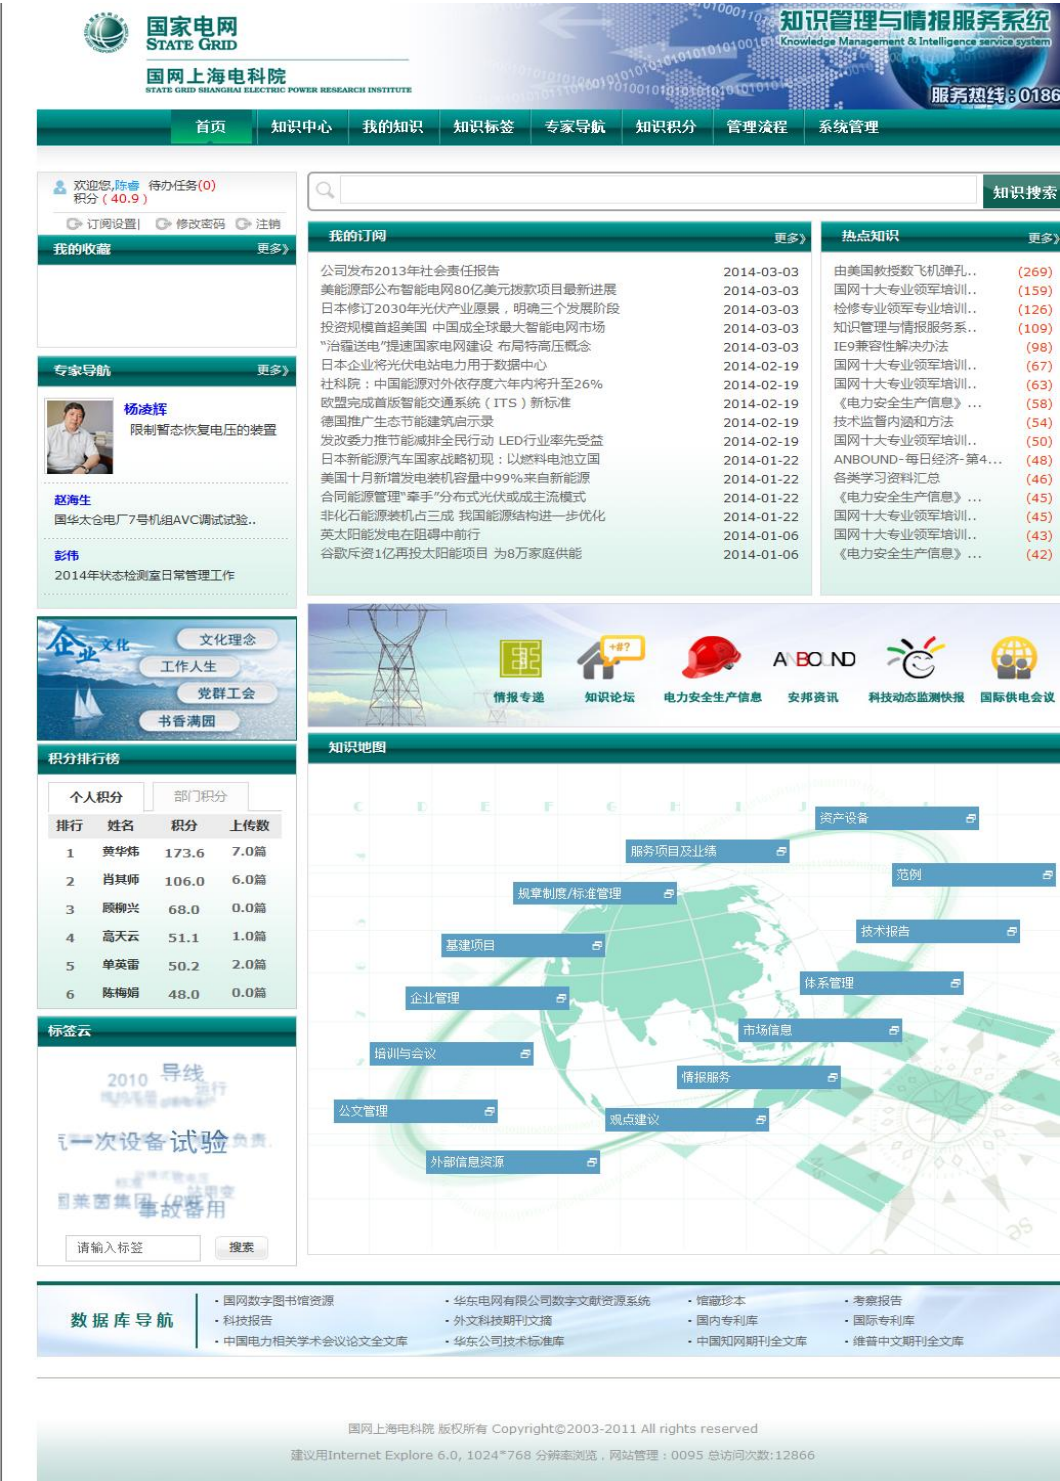 国家电网
STATE GRID
国网上海电科院
STATE GRID SHANGHAI ELECTRIC POWER RESEARCH INSTITUTE
知识管理与情报服务系统
Knowledge Management & Intelligence service system
服务热线:0186
首页 知识中心 我的知识 知识标签 专家导航 知识积分 管理流程 系统管理
欢迎您,陈睿 待办任务(0)
积分 ( 40.9 )
订阅设置| 修改密码 注销
知识搜索
我的收藏 更多》
专家导航 更多》
杨凌辉
限制暂态恢复电压的装置
赵海生
国华太仓电厂7号机组AVC调试试验..
彭伟
2014年状态检测室日常管理工作
我的订阅 更多》
公司发布2013年社会责任报告 2014-03-03
美能源部公布智能电网80亿美元拨款项目最新进展 2014-03-03
日本修订2030年光伏产业愿景，明确三个发展阶段 2014-03-03
投资规模首超美国 中国成全球最大智能电网市场 2014-03-03
“治霾送电”提速国家电网建设 布局特高压概念 2014-03-03
日本企业将光伏电站电力用于数据中心 2014-02-19
社科院：中国能源对外依存度六年内将升至26% 2014-02-19
欧盟完成首版智能交通系统（ITS）新标准 2014-02-19
德国推广生态节能建筑启示录 2014-02-19
发改委力推节能减排全民行动 LED行业率先受益 2014-02-19
日本新能源汽车国家战略初现：以燃料电池立国 2014-01-22
美国十月新增发电装机容量中99%来自新能源 2014-01-22
合同能源管理“牵手”分布式光伏或成主流模式 2014-01-22
非化石能源装机占三成 我国能源结构进一步优化 2014-01-22
英太阳能发电在阻碍中前行 2014-01-06
谷歌斥资1亿再投太阳能项目 为8万家庭供能 2014-01-06
热点知识 更多》
由美国教授数飞机弹孔.. (269)
国网十大专业领军培训.. (159)
检修专业领军专业培训.. (126)
知识管理与情报服务系.. (109)
IE9兼容性解决办法 (98)
国网十大专业领军培训.. (67)
国网十大专业领军培训.. (63)
《电力安全生产信息》... (58)
技术监督内涵和方法 (54)
国网十大专业领军培训.. (50)
ANBOUND-每日经济-第4... (48)
各类学习资料汇总 (46)
《电力安全生产信息》... (45)
国网十大专业领军培训.. (45)
国网十大专业领军培训.. (43)
《电力安全生产信息》... (42)
企业文化
文化理念
工作人生
党群工会
书香满园
+#?
ANBOUND
情报专递 知识论坛 电力安全生产信息 安邦资讯 科技动态监测快报 国际供电会议
积分排行榜
个人积分 部门积分
排行 姓名 积分 上传数
1 黄华炜 173.6 7.0篇
2 肖其师 106.0 6.0篇
3 顾柳兴 68.0 0.0篇
4 高天云 51.1 1.0篇
5 单英雷 50.2 2.0篇
6 陈梅娟 48.0 0.0篇
知识地图
C D E F G H I J
资产设备
服务项目及业绩
范例
规章制度/标准管理
技术报告
基建项目
体系管理
企业管理
市场信息
培训与会议
情报服务
公文管理
观点建议
外部信息资源
标签云
2010 导线
运行
一次设备 试验 负责.
莱茵集团
事故备用
请输入标签 搜索
数据库导航
· 国网数字图书馆资源 · 华东电网有限公司数字文献资源系统 · 馆藏珍本 · 考察报告
· 科技报告 · 外文科技期刊文摘 · 国内专利库 · 国际专利库
· 中国电力相关学术会议论文全文库 · 华东公司技术标准库 · 中国知网期刊全文库 · 维普中文期刊全文库
国网上海电科院 版权所有 Copyright©2003-2011 All rights reserved
建议用Internet Explore 6.0, 1024*768 分辨率浏览，网站管理：0095 总访问次数:12866